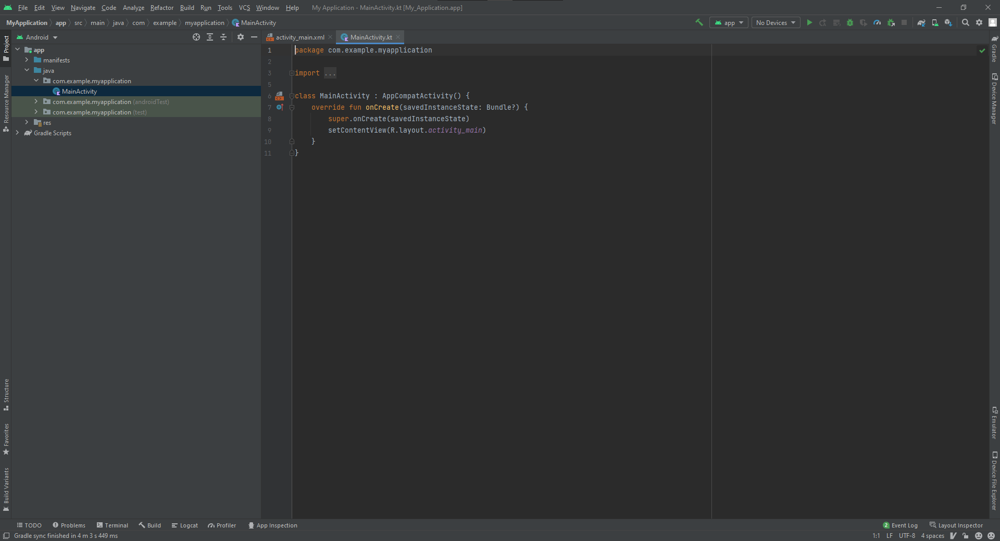 File Edit View Navigate Code Analyze Refactor Build Run Tools VCS Window Help My Application - MainActivity.kt [My_Application.app]
MyApplication app src main java com example myapplication MainActivity
app No Devices
Android
activity_main.xml MainActivity.kt
app
manifests
java
com.example.myapplication
MainActivity
com.example.myapplication (androidTest)
com.example.myapplication (test)
res
Gradle Scripts
1 package com.example.myapplication
2
3 import ...
5
6 class MainActivity : AppCompatActivity() {
7 override fun onCreate(savedInstanceState: Bundle?) {
8 super.onCreate(savedInstanceState)
9 setContentView(R.layout.activity_main)
10 }
11 }
Project
Resource Manager
Structure
Favorites
Build Variants
Gradle
Device Manager
Emulator
Device File Explorer
TODO Problems Terminal Build Logcat Profiler App Inspection 2 Event Log Layout Inspector
Gradle sync finished in 4 m 3 s 449 ms 1:1 LF UTF-8 4 spaces